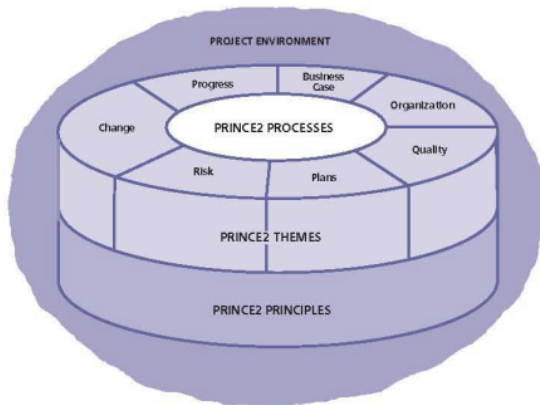 PROJECT ENVIRONMENT
Progress
Business
Case
Organization
Change
PRINCE2 PROCESSES
Quality
Risk
Plans
PRINCE2 THEMES
PRINCE2 PRINCIPLES